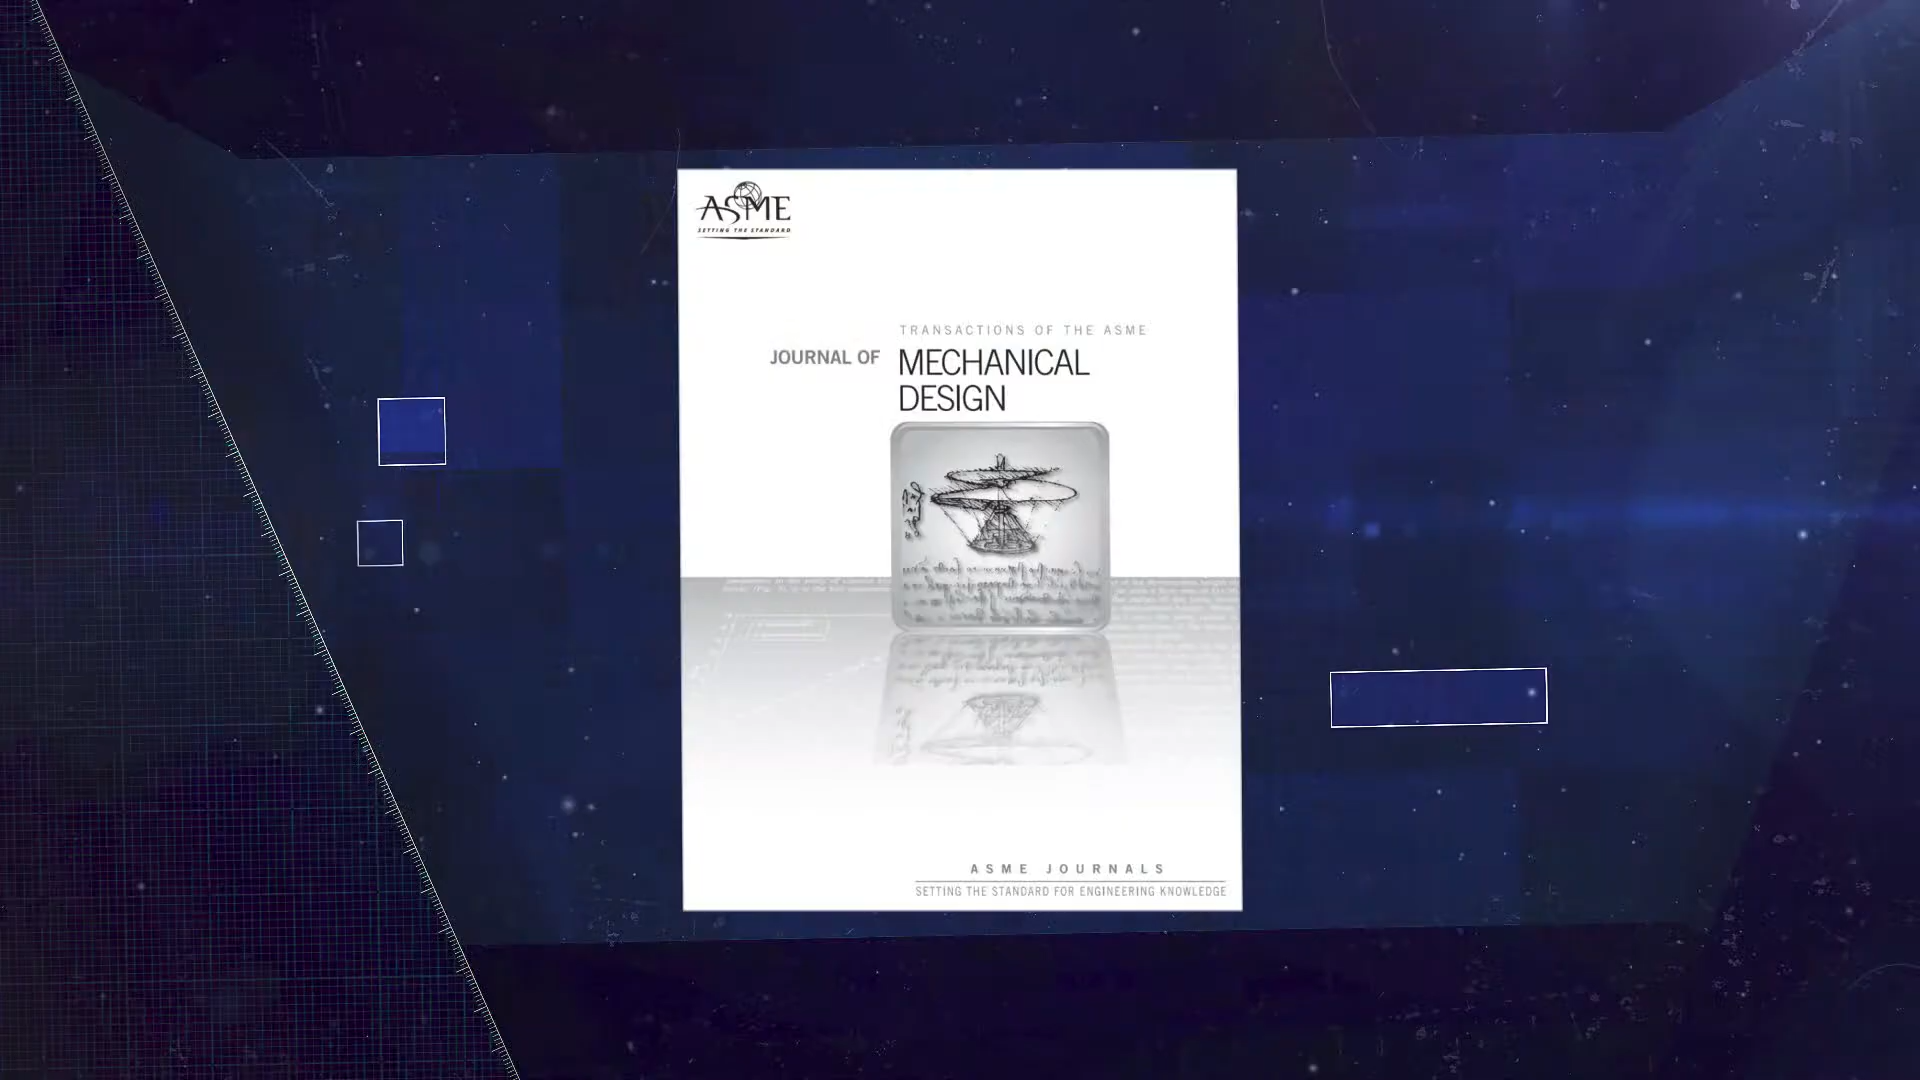 ASME
SETTING THE STANDARD
TRANSACTIONS OF THE ASME
JOURNAL OF MECHANICAL
DESIGN
ASME JOURNALS
SETTING THE STANDARD FOR ENGINEERING KNOWLEDGE